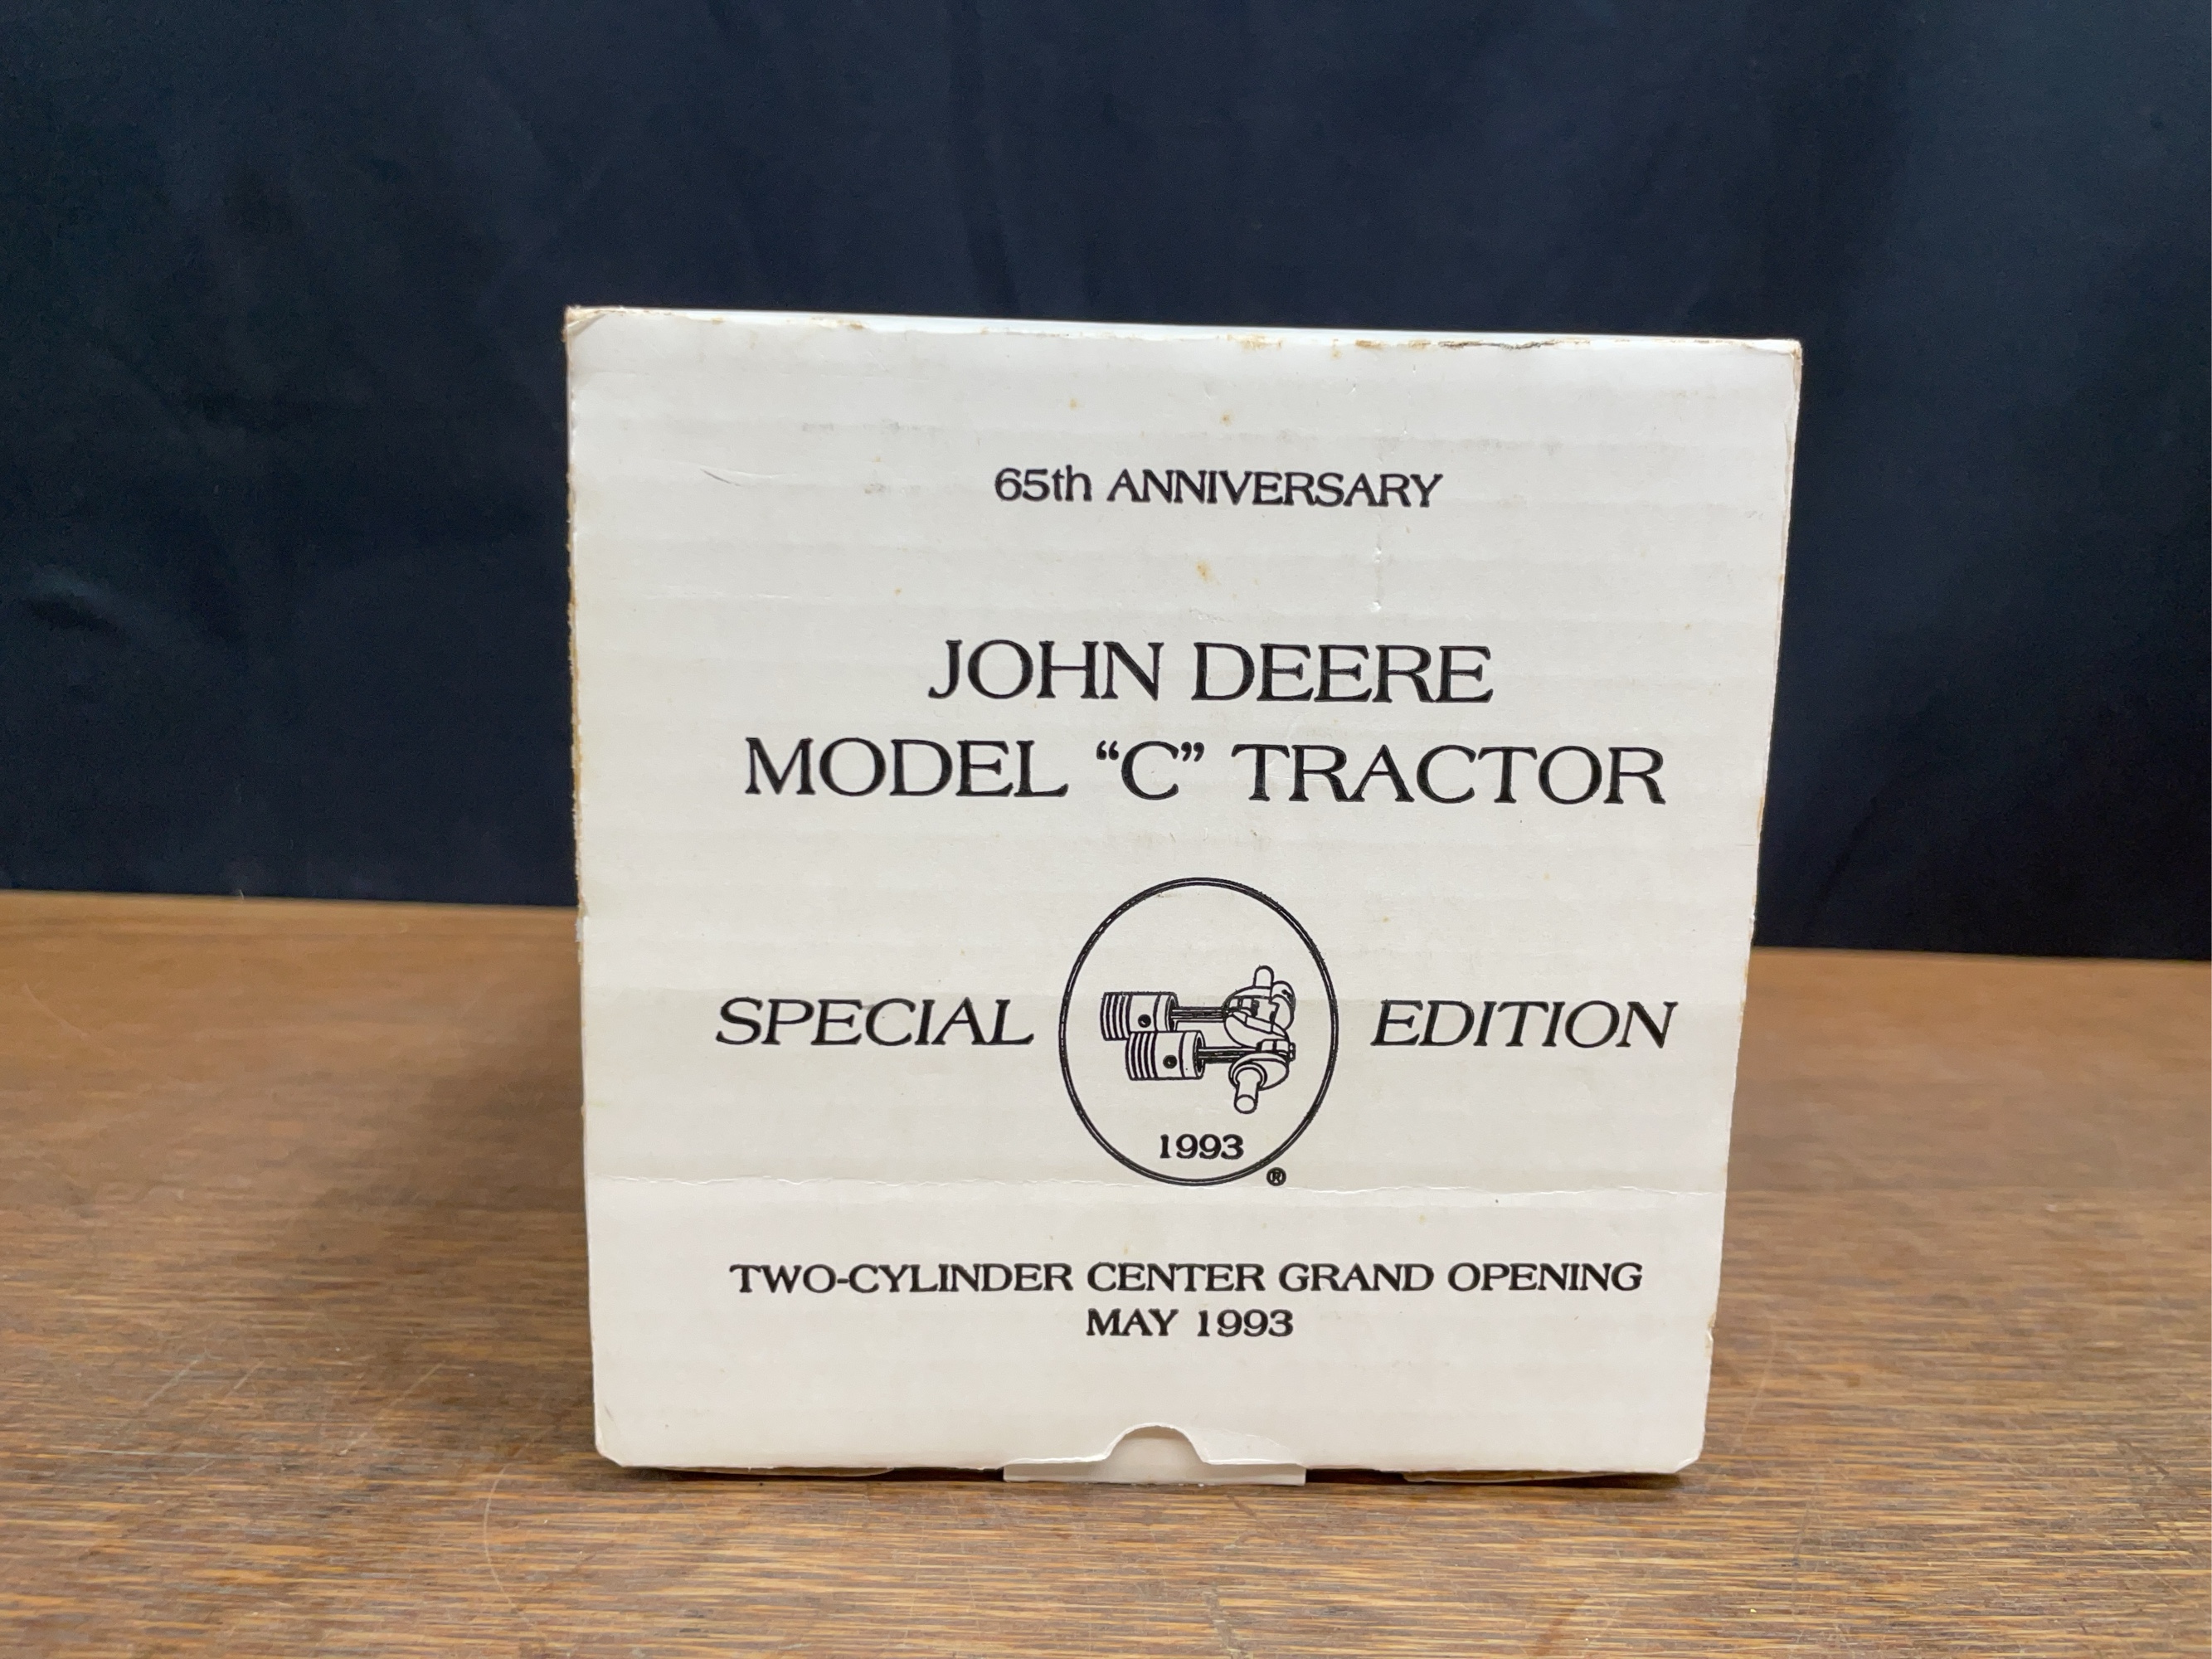 65th ANNIVERSARY
JOHN DEERE
MODEL “C” TRACTOR
SPECIAL EDITION
1993
®
TWO-CYLINDER CENTER GRAND OPENING
MAY 1993